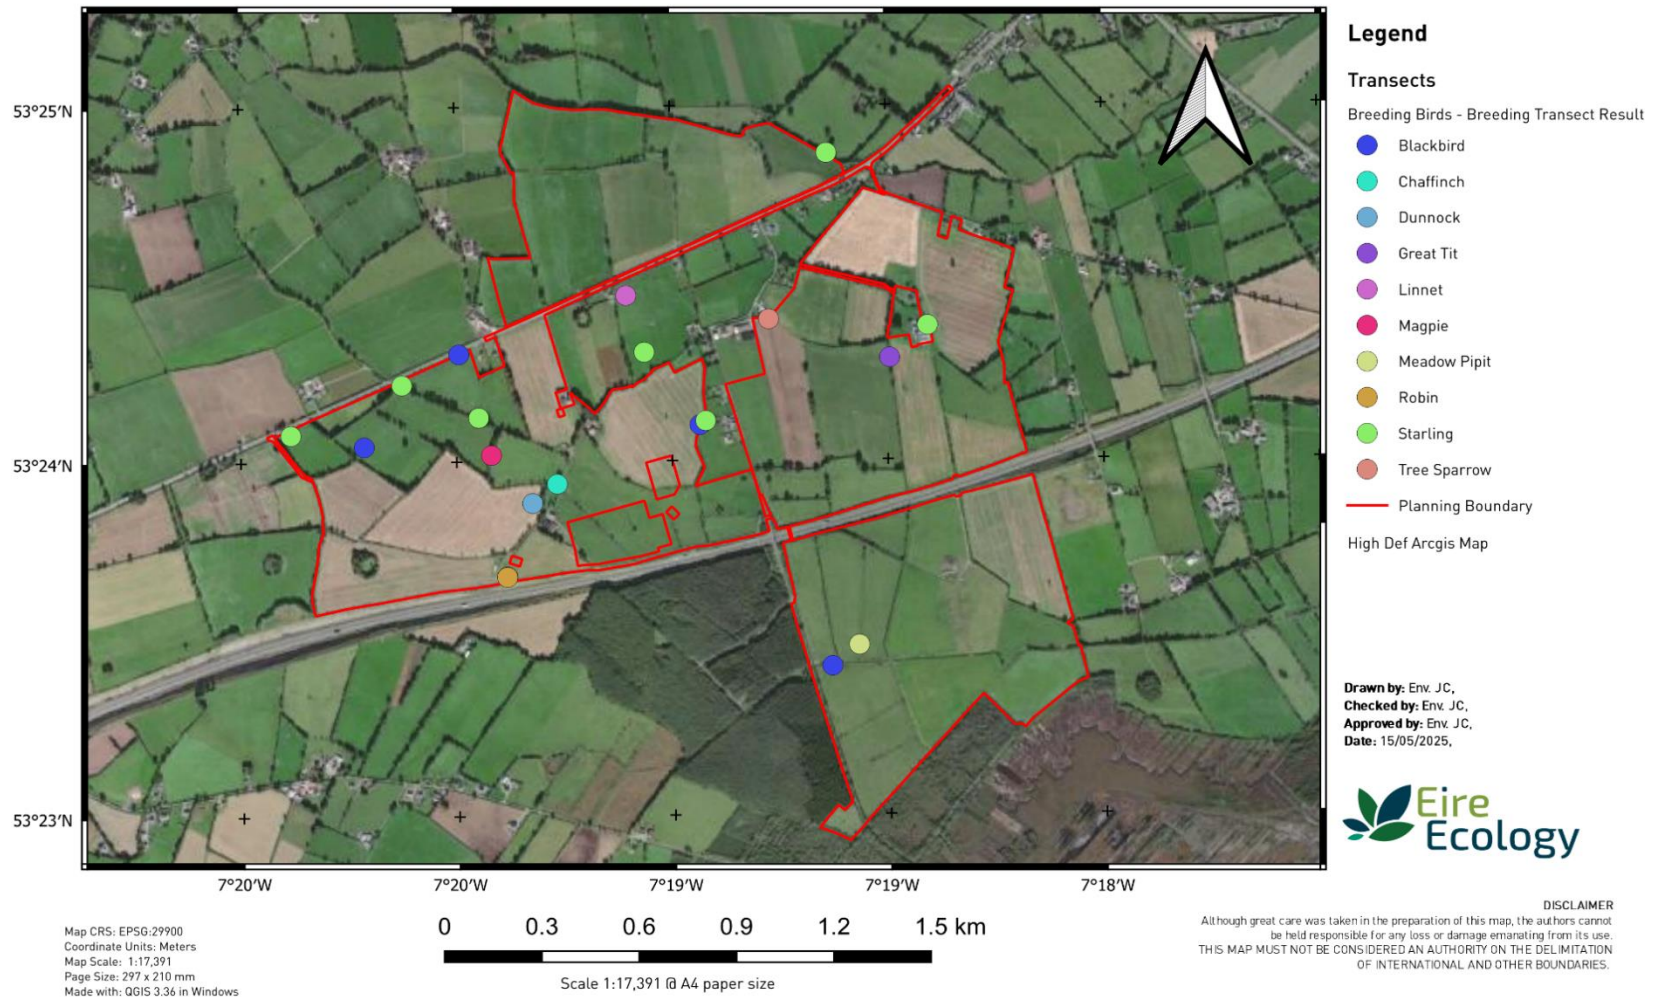 Legend
Transects
Breeding Birds - Breeding Transect Result
Blackbird
Chaffinch
Dunnock
Great Tit
Linnet
Magpie
Meadow Pipit
Robin
Starling
Tree Sparrow
Planning Boundary
High Def Arcgis Map
53°25'N
53°24'N
53°23'N
7°20'W
7°20'W
7°19'W
7°19'W
7°18'W
Drawn by: Env. JC,
Checked by: Env. JC,
Approved by: Env. JC,
Date: 15/05/2025,
Eire
Ecology
Map CRS: EPSG:29900
Coordinate Units: Meters
Map Scale: 1:17,391
Page Size: 297 x 210 mm
Made with: QGIS 3.36 in Windows
0 0.3 0.6 0.9 1.2 1.5 km
Scale 1:17,391 @ A4 paper size
DISCLAIMER
Although great care was taken in the preparation of this map, the authors cannot
be held responsible for any loss or damage emanating from its use.
THIS MAP MUST NOT BE CONSIDERED AN AUTHORITY ON THE DELIMITATION
OF INTERNATIONAL AND OTHER BOUNDARIES.